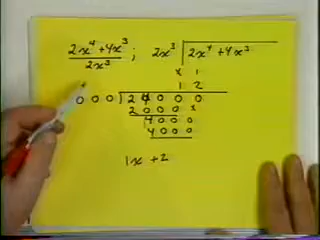 2x⁴ + 4x³
2x³ ; 2x³ 2x⁴ + 4x³
x 1
1 2
0 0 0 ) 2 4 0 0 0
2 0 0 0 x
4 0 0 0
4 0 0 0
1x + 2